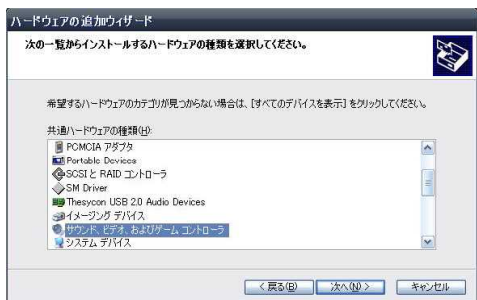 ハードウェアの追加ウィザード
次の一覧からインストールするハードウェアの種類を選択してください。
希望するハードウェアのカテゴリが見つからない場合は、[すべてのデバイスを表示] をクリックしてください。
共通ハードウェアの種類(H):
PCMCIA アダプタ
Portable Devices
SCSI と RAID コントローラ
SM Driver
Thesycon USB 2.0 Audio Devices
イメージング デバイス
サウンド、ビデオ、およびゲーム コントローラ
システム デバイス
< 戻る(B) 次へ(N) > キャンセル